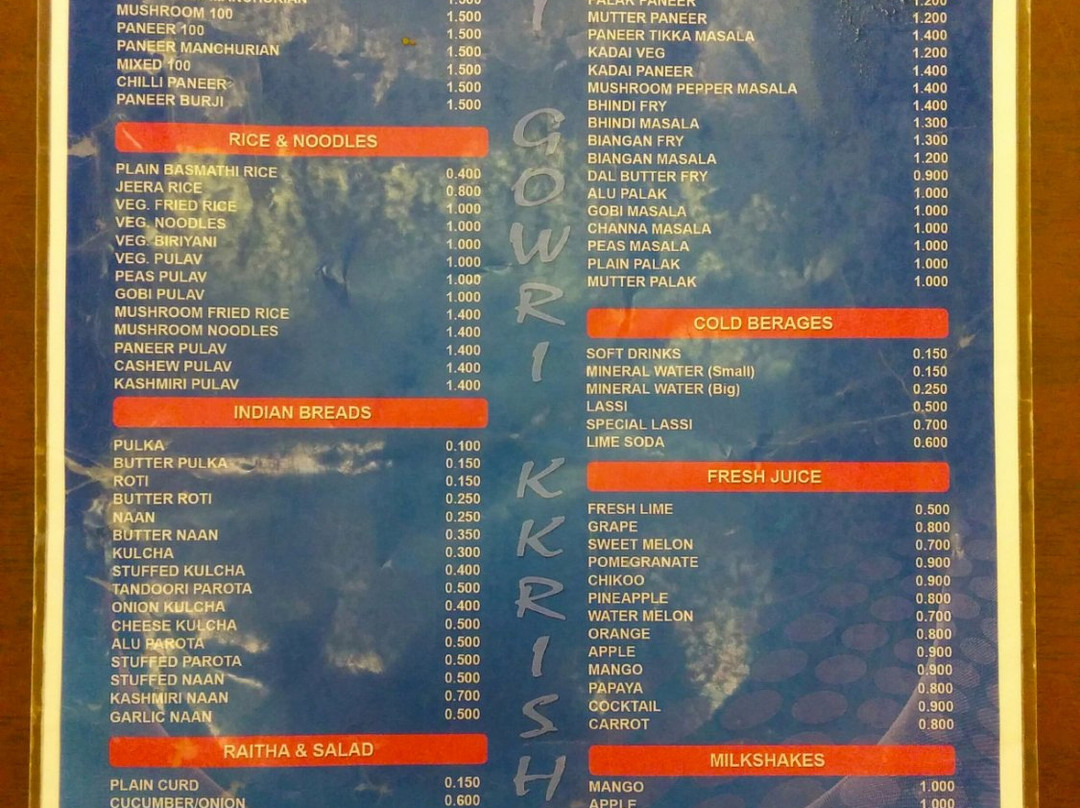 MANCHURIAN 1.500
MUSHROOM 100 1.500
PANEER 100 1.500
PANEER MANCHURIAN 1.500
MIXED 100 1.500
CHILLI PANEER 1.500
PANEER BURJI 1.500
RICE & NOODLES
PLAIN BASMATHI RICE 0.400
JEERA RICE 0.800
VEG. FRIED RICE 1.000
VEG. NOODLES 1.000
VEG. BIRIYANI 1.000
VEG. PULAV 1.000
PEAS PULAV 1.000
GOBI PULAV 1.000
MUSHROOM FRIED RICE 1.400
MUSHROOM NOODLES 1.400
PANEER PULAV 1.400
CASHEW PULAV 1.400
KASHMIRI PULAV 1.400
INDIAN BREADS
PULKA 0.100
BUTTER PULKA 0.150
ROTI 0.150
BUTTER ROTI 0.250
NAAN 0.250
BUTTER NAAN 0.350
KULCHA 0.300
STUFFED KULCHA 0.400
TANDOORI PAROTA 0.500
ONION KULCHA 0.400
CHEESE KULCHA 0.500
ALU PAROTA 0.500
STUFFED PAROTA 0.500
STUFFED NAAN 0.500
KASHMIRI NAAN 0.700
GARLIC NAAN 0.500
RAITHA & SALAD
PLAIN CURD 0.150
CUCUMBER/ONION 0.600
GOWRI KKRISH
PALAK PANEER 1.200
MUTTER PANEER 1.200
PANEER TIKKA MASALA 1.400
KADAI VEG 1.200
KADAI PANEER 1.400
MUSHROOM PEPPER MASALA 1.400
BHINDI FRY 1.400
BHINDI MASALA 1.300
BIANGAN FRY 1.300
BIANGAN MASALA 1.200
DAL BUTTER FRY 0.900
ALU PALAK 1.000
GOBI MASALA 1.000
CHANNA MASALA 1.000
PEAS MASALA 1.000
PLAIN PALAK 1.000
MUTTER PALAK 1.000
COLD BERAGES
SOFT DRINKS 0.150
MINERAL WATER (Small) 0.150
MINERAL WATER (Big) 0.250
LASSI 0.500
SPECIAL LASSI 0.700
LIME SODA 0.600
FRESH JUICE
FRESH LIME 0.500
GRAPE 0.800
SWEET MELON 0.700
POMEGRANATE 0.900
CHIKOO 0.900
PINEAPPLE 0.800
WATER MELON 0.700
ORANGE 0.800
APPLE 0.900
MANGO 0.900
PAPAYA 0.800
COCKTAIL 0.900
CARROT 0.800
MILKSHAKES
MANGO 1.000
APPLE 1.000